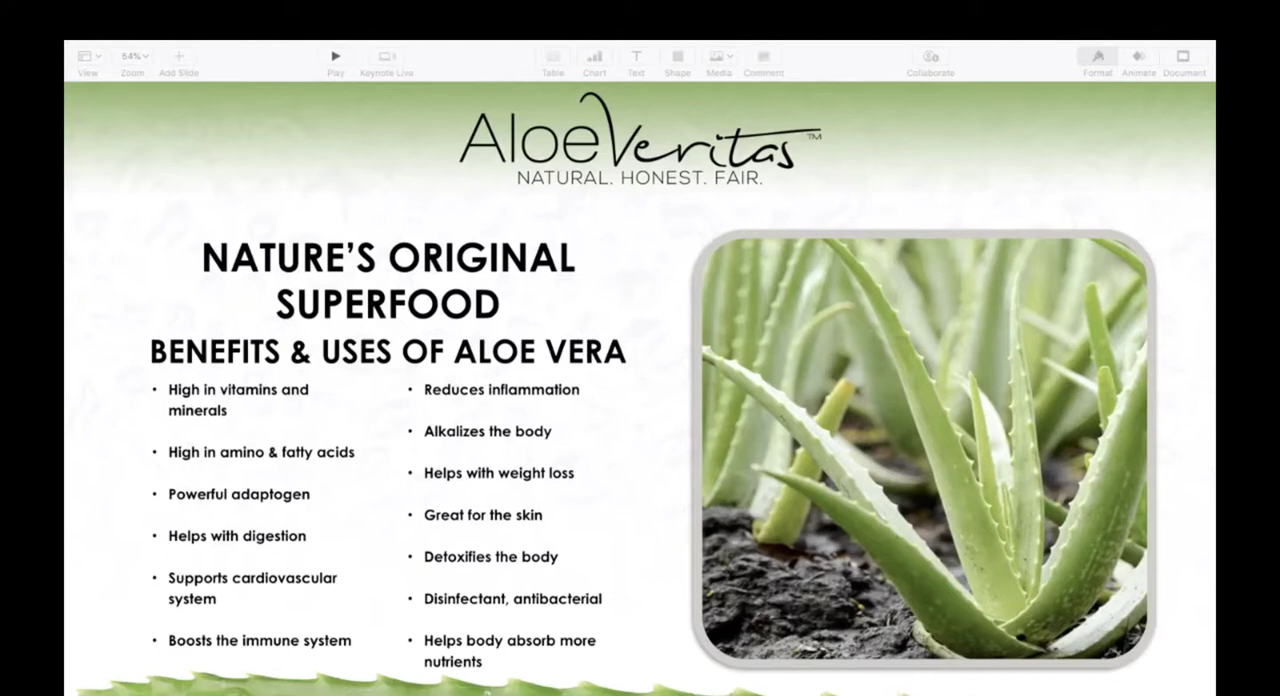 64%
View
Zoom
Add Slide
Play
Keynote Live
Table
Chart
Text
Shape
Media
Comment
Collaborate
Format
Animate
Document
AloeVeritas™
NATURAL. HONEST. FAIR.
NATURE'S ORIGINAL
SUPERFOOD
BENEFITS & USES OF ALOE VERA
• High in vitamins and
minerals
• High in amino & fatty acids
• Powerful adaptogen
• Helps with digestion
• Supports cardiovascular
system
• Boosts the immune system
• Reduces inflammation
• Alkalizes the body
• Helps with weight loss
• Great for the skin
• Detoxifies the body
• Disinfectant, antibacterial
• Helps body absorb more
nutrients